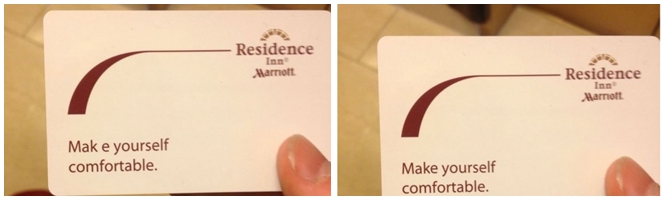 Residence
Inn®
Marriott
Mak e yourself
comfortable.
Residence
Inn®
Marriott
Make yourself
comfortable.